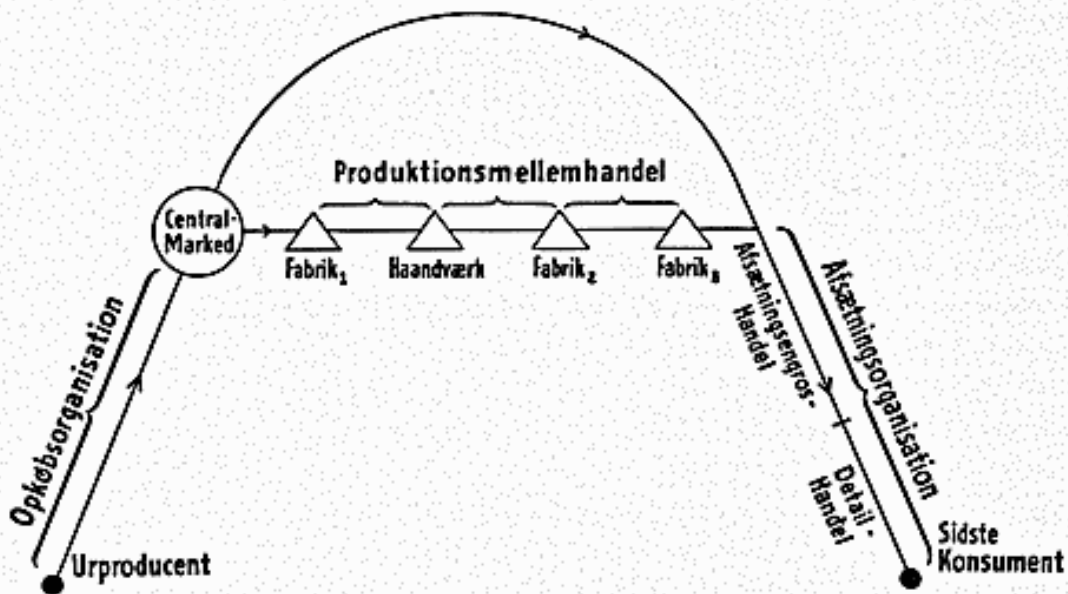 Produktionsmellemhandel
Central-
Marked
Fabrik₁
Haandværk
Fabrik₂
Fabrik₃
Opkøbsorganisation
Afsætningsengros-
Handel
Afsætningsorganisation
Detail-
Handel
Urproducent
Sidste
Konsument